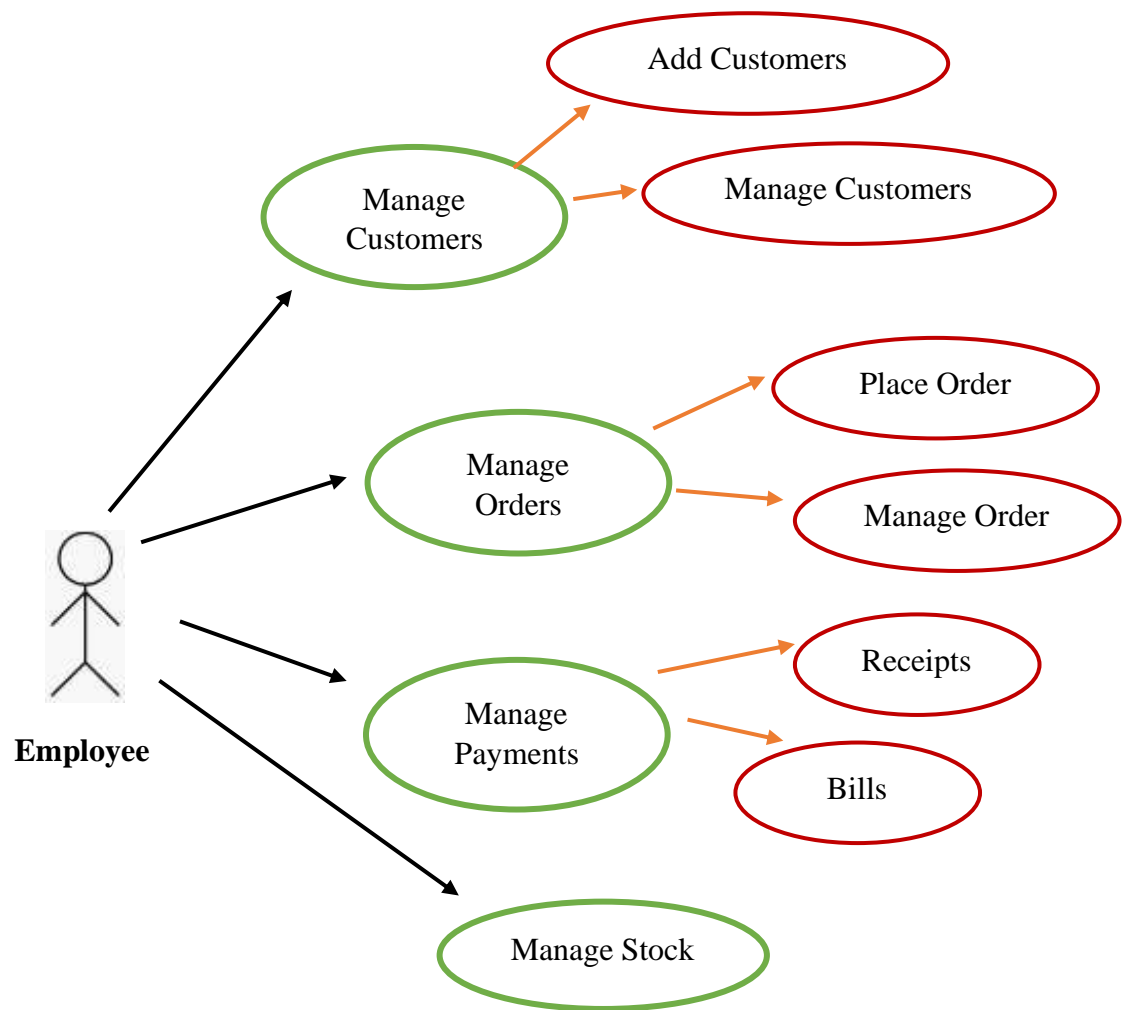 Add Customers
Manage
Customers
Manage Customers
Place Order
Manage
Orders
Manage Order
Receipts
Manage
Payments
Employee
Bills
Manage Stock